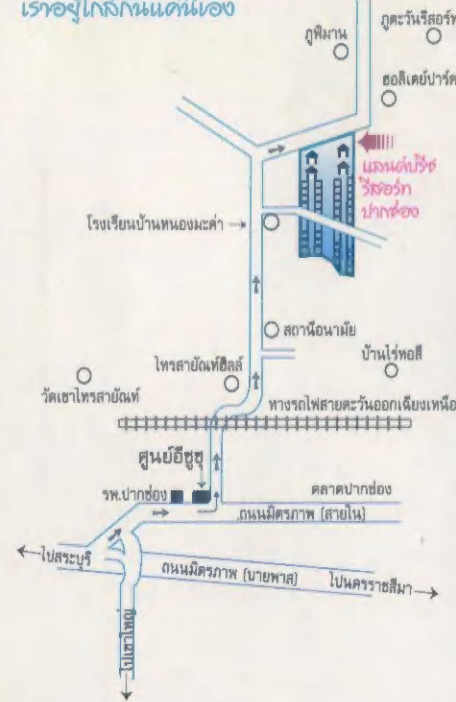 เราอยู่ใกล้กันแค่นี้เอง
ภูตะวันรีสอร์ท
ภูพิมาน
ฮอลิเดย์ปาร์ค
แลนด์บรีซ
รีสอร์ท
ปากช่อง
โรงเรียนบ้านหนองมะค่า
สถานีอนามัย
ไทรสายัณห์ฮิลล์
บ้านไร่ทอสี
วัดเขาไทรสายัณห์
ทางรถไฟสายตะวันออกเฉียงเหนือ
ศูนย์อีซูซุ
รพ.ปากช่อง
ตลาดปากช่อง
ถนนมิตรภาพ (สายใน)
ไปสระบุรี
ถนนมิตรภาพ (บายพาส)
ไปนครราชสีมา
ไปเขาใหญ่